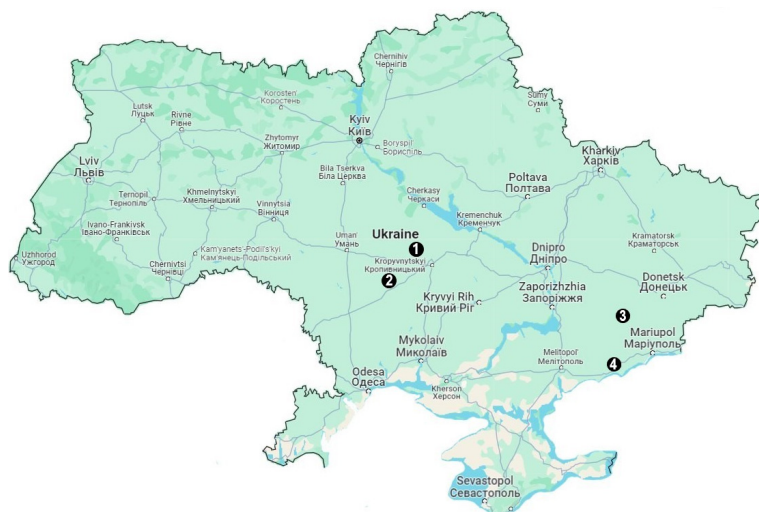 Chernihiv
Чернігів
Sumy
Суми
Korosten
Коростень
Lutsk
Луцьк
Rivne
Рівне
Kyiv
Київ
Zhytomyr
Житомир
Boryspil
Бориспіль
Kharkiv
Харків
Lviv
Львів
Bila Tserkva
Біла Церква
Poltava
Полтава
Ternopil
Тернопіль
Khmelnytskyi
Хмельницький
Cherkasy
Черкаси
Vinnytsia
Вінниця
Kremenchuk
Кременчук
Ivano-Frankivsk
Івано-Франківськ
Ukraine
Uman
Умань
1
Kramatorsk
Краматорськ
Uzhhorod
Ужгород
Chernivtsi
Чернівці
Kamyanets-Podil's'kyi
Кам'янець-Подільський
Kropyvnytskyi
Кропивницький
Dnipro
Дніпро
2
Donetsk
Донецьк
Zaporizhzhia
Запоріжжя
Kryvyi Rih
Кривий Ріг
3
Mariupol
Маріуполь
Mykolaiv
Миколаїв
Melitopol
Мелітополь
4
Odesa
Одеса
Kherson
Херсон
Sevastopol
Севастополь